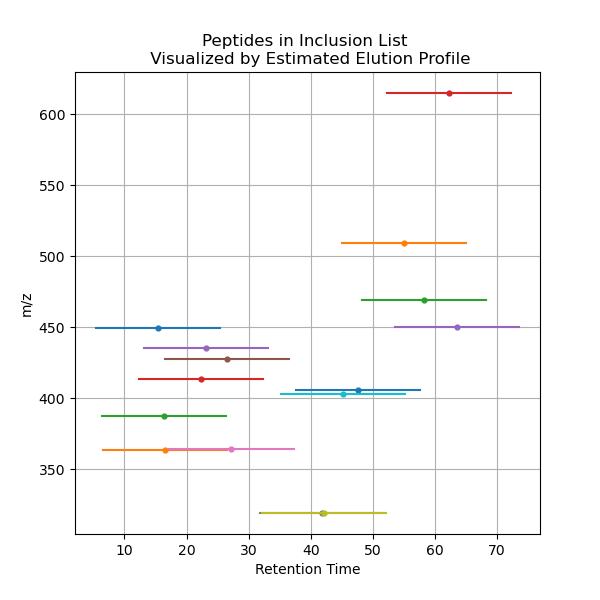 Peptides in Inclusion List
Visualized by Estimated Elution Profile
600
550
500
450
400
350
m/z
10 20 30 40 50 60 70
Retention Time